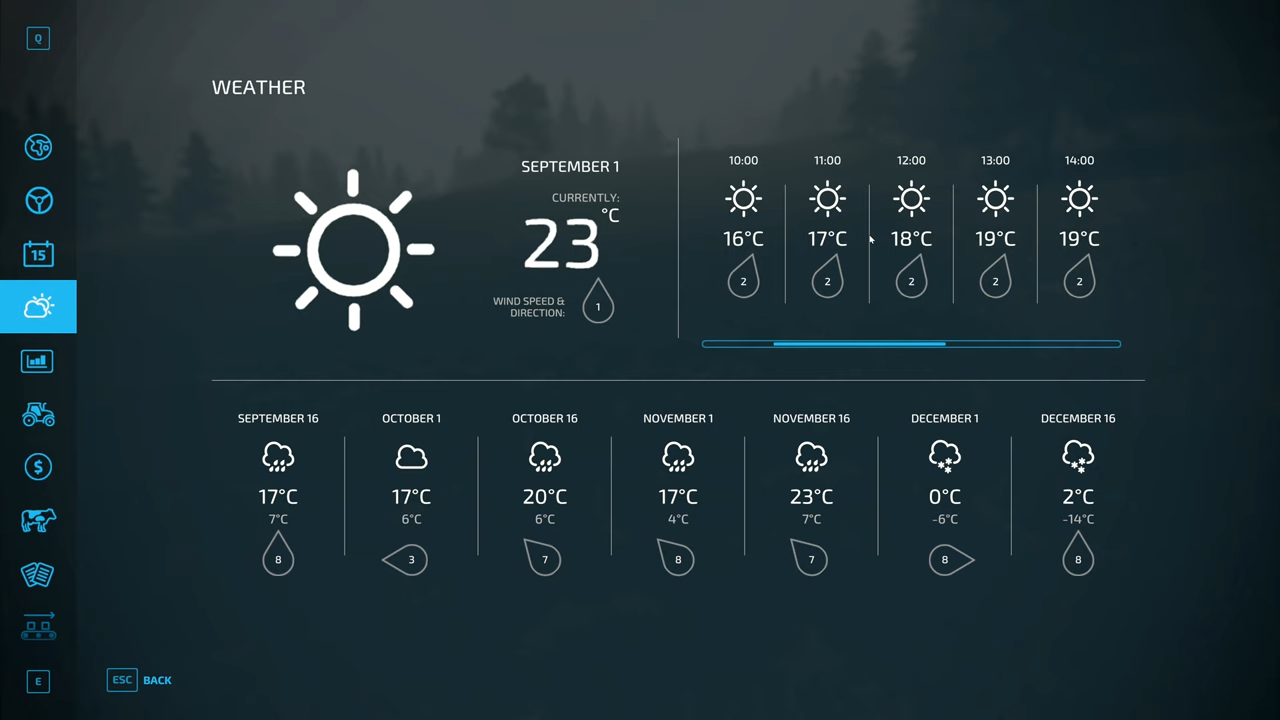 Q
WEATHER
SEPTEMBER 1
CURRENTLY:
23 °C
WIND SPEED &
DIRECTION:
1
10:00 11:00 12:00 13:00 14:00
16°C 17°C 18°C 19°C 19°C
2 2 2 2 2
15
SEPTEMBER 16 OCTOBER 1 OCTOBER 16 NOVEMBER 1 NOVEMBER 16 DECEMBER 1 DECEMBER 16
17°C 17°C 20°C 17°C 23°C 0°C 2°C
7°C 6°C 6°C 4°C 7°C -6°C -14°C
8 3 7 8 7 8 8
$
E
ESC BACK